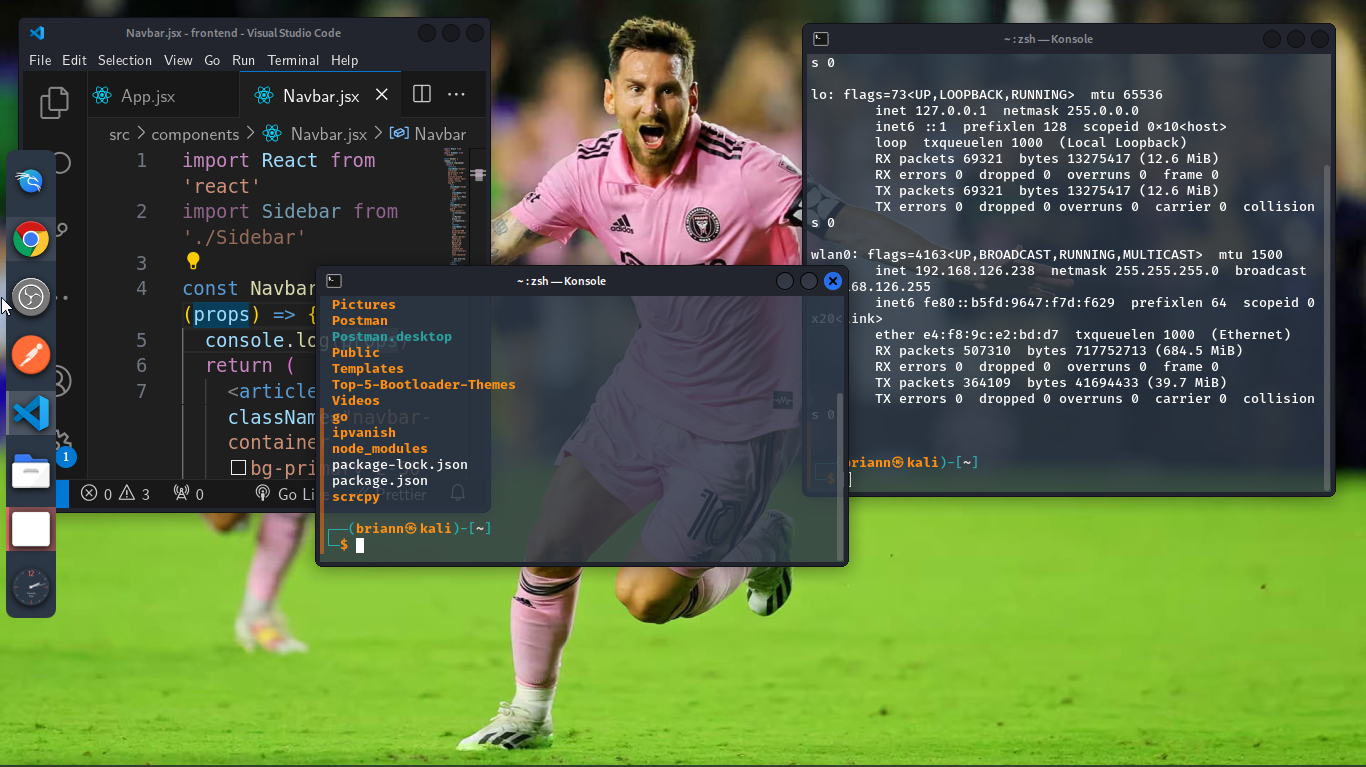 Navbar.jsx - frontend - Visual Studio Code
File Edit Selection View Go Run Terminal Help
App.jsx Navbar.jsx
src > components > Navbar.jsx > Navbar
1 import React from
'react'
2 import Sidebar from
'./Sidebar'
3
4 const Navbar
(props) => {
5 console.lo
6 return (
7 <article
className
navbar-
container
bg-pri
0 3 0 Go Li Prettier
1
~ : zsh — Konsole
s 0
lo: flags=73<UP,LOOPBACK,RUNNING> mtu 65536
inet 127.0.0.1 netmask 255.0.0.0
inet6 ::1 prefixlen 128 scopeid 0×10<host>
loop txqueuelen 1000 (Local Loopback)
RX packets 69321 bytes 13275417 (12.6 MiB)
RX errors 0 dropped 0 overruns 0 frame 0
TX packets 69321 bytes 13275417 (12.6 MiB)
TX errors 0 dropped 0 overruns 0 carrier 0 collision
s 0
wlan0: flags=4163<UP,BROADCAST,RUNNING,MULTICAST> mtu 1500
inet 192.168.126.238 netmask 255.255.255.0 broadcast
68.126.255
inet6 fe80::b5fd:9647:f7d:f629 prefixlen 64 scopeid 0
x20<link>
ether e4:f8:9c:e2:bd:d7 txqueuelen 1000 (Ethernet)
RX packets 507310 bytes 717752713 (684.5 MiB)
RX errors 0 dropped 0 overruns 0 frame 0
TX packets 364109 bytes 41694433 (39.7 MiB)
TX errors 0 dropped 0 overruns 0 carrier 0 collision
s 0
briann㉿kali)-[~]
$
~ : zsh — Konsole
Pictures
Postman
Postman.desktop
Public
Templates
Top-5-Bootloader-Themes
Videos
go
ipvanish
node_modules
package-lock.json
package.json
scrcpy
┌──(briann㉿kali)-[~]
└─$
adidas
10